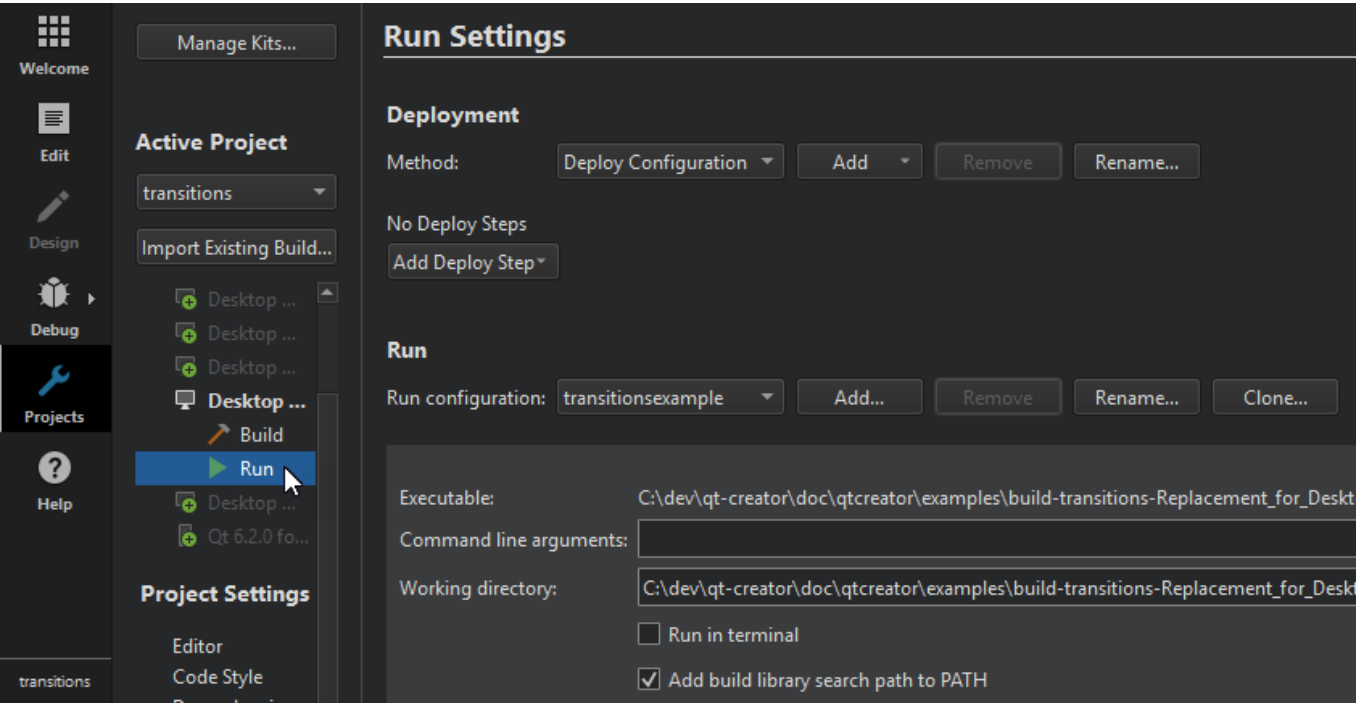 Welcome
Edit
Design
Debug
Projects
Help
transitions
Manage Kits...
Active Project
transitions
Import Existing Build...
Desktop ...
Desktop ...
Desktop ...
Desktop ...
Build
Run
Desktop ...
Qt 6.2.0 fo...
Project Settings
Editor
Code Style
Run Settings
Deployment
Method: Deploy Configuration Add Remove Rename...
No Deploy Steps
Add Deploy Step
Run
Run configuration: transitionsexample Add... Remove Rename... Clone...
Executable: C:\dev\qt-creator\doc\qtcreator\examples\build-transitions-Replacement_for_Deskt
Command line arguments:
Working directory: C:\dev\qt-creator\doc\qtcreator\examples\build-transitions-Replacement_for_Deskt
Run in terminal
Add build library search path to PATH